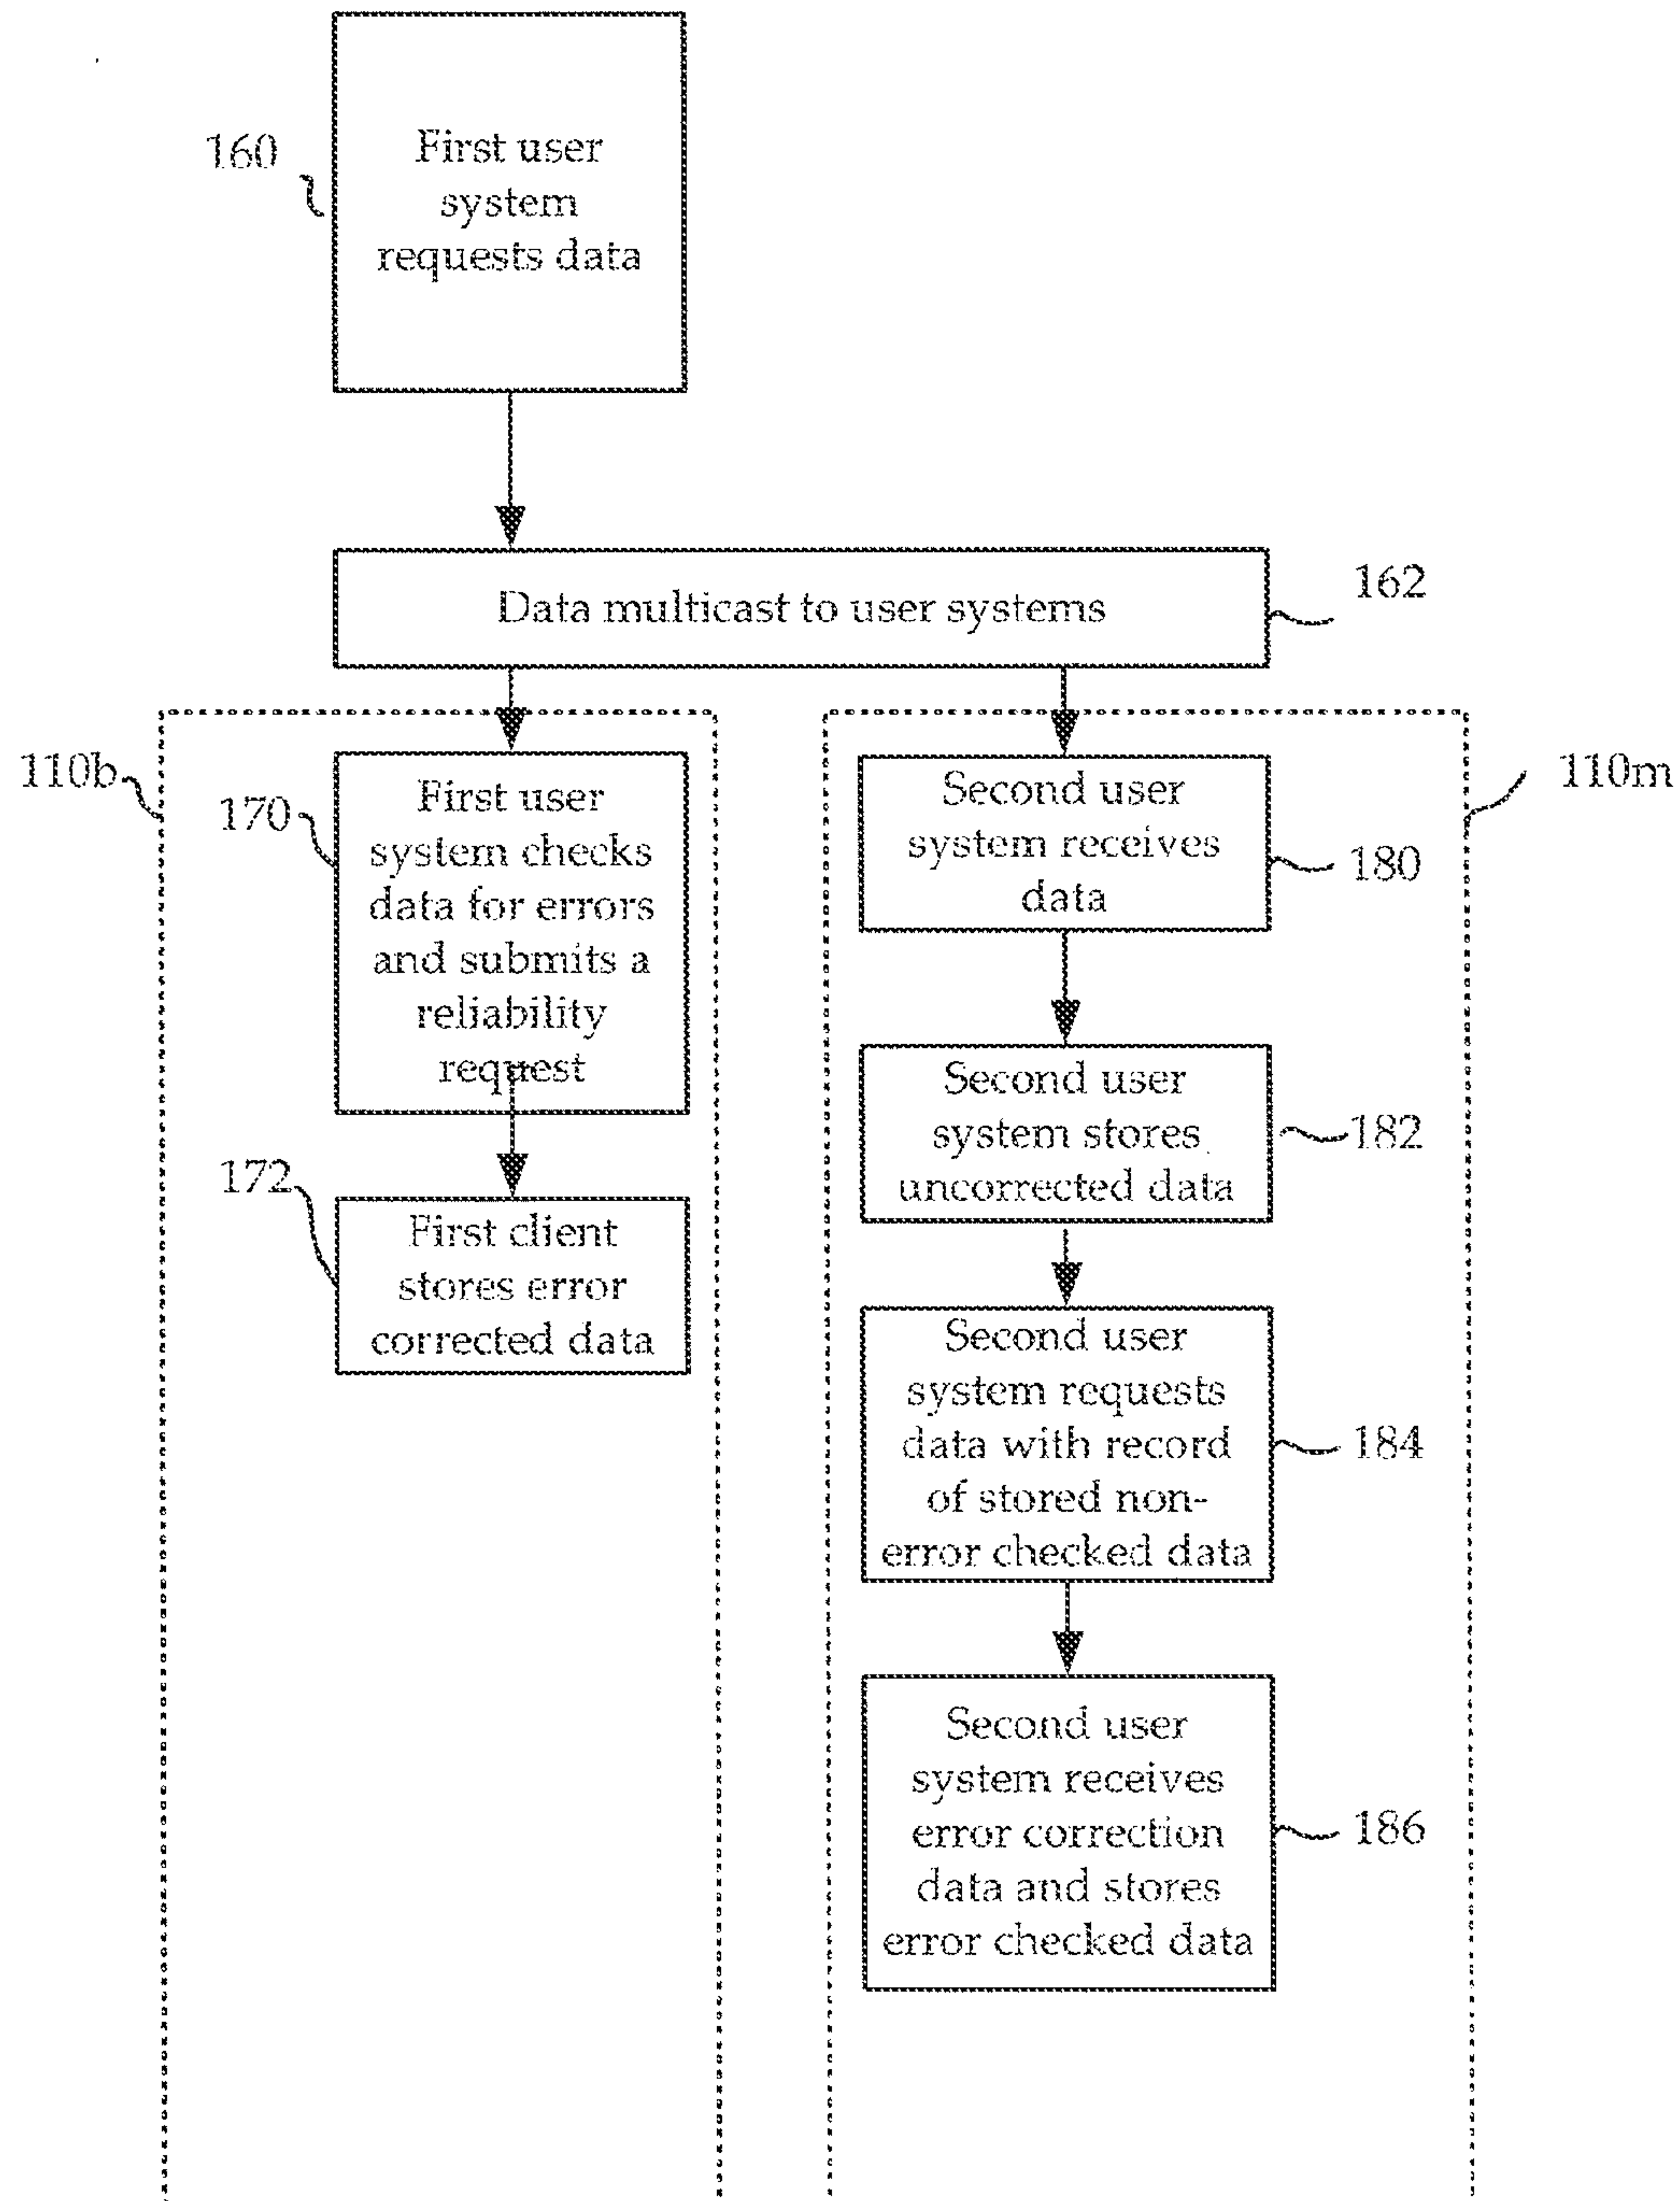 160
First user
system
requests data
Data multicast to user systems
162
110b
170
First user
system checks
data for errors
and submits a
reliability
request
172
First client
stores error
corrected data
110m
Second user
system receives
data
180
Second user
system stores
uncorrected data
182
Second user
system requests
data with record
of stored non-
error checked data
184
Second user
system receives
error correction
data and stores
error checked data
186